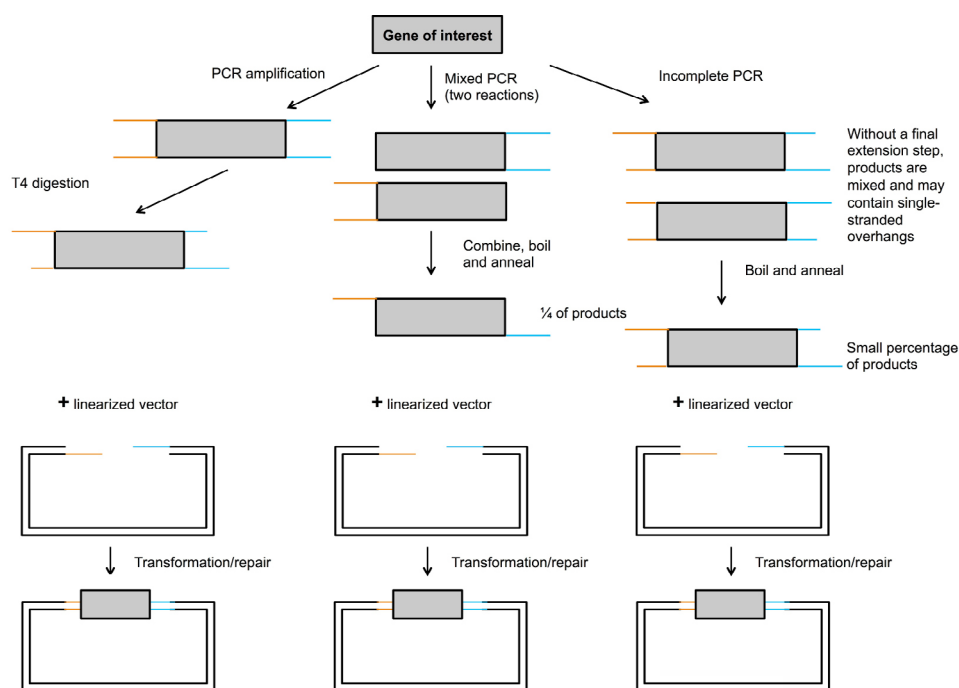 Gene of interest
PCR amplification
Mixed PCR
(two reactions)
Incomplete PCR
Without a final
extension step,
products are
mixed and may
contain single-
stranded
overhangs
T4 digestion
Combine, boil
and anneal
Boil and anneal
¼ of products
Small percentage
of products
+ linearized vector
+ linearized vector
+ linearized vector
Transformation/repair
Transformation/repair
Transformation/repair